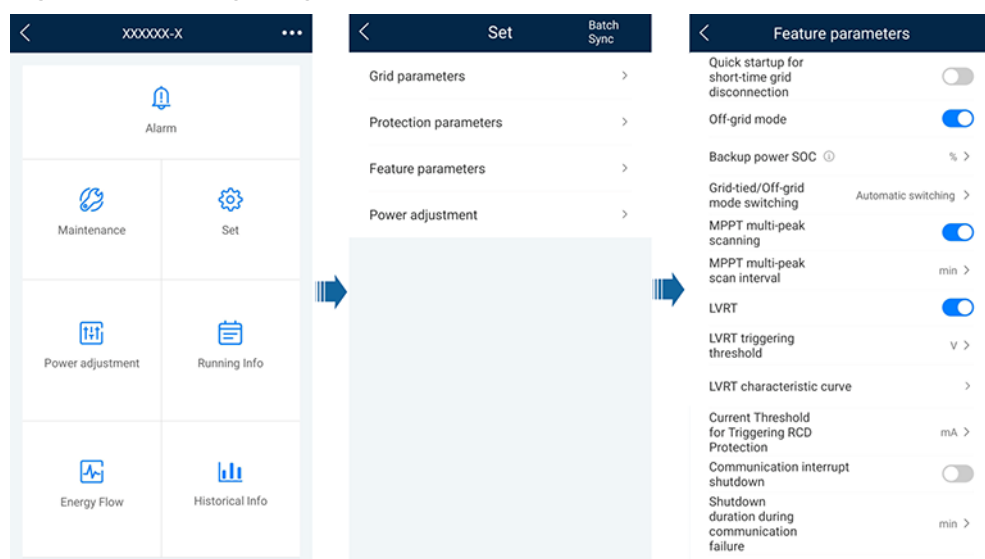 XXXXXX-X
Alarm
Maintenance
Set
Power adjustment
Running Info
Energy Flow
Historical Info
Set
Batch
Sync
Grid parameters
Protection parameters
Feature parameters
Power adjustment
Feature parameters
Quick startup for
short-time grid
disconnection
Off-grid mode
Backup power SOC
%
Grid-tied/Off-grid
mode switching
Automatic switching
MPPT multi-peak
scanning
MPPT multi-peak
scan interval
min
LVRT
LVRT triggering
threshold
V
LVRT characteristic curve
Current Threshold
for Triggering RCD
Protection
mA
Communication interrupt
shutdown
Shutdown
duration during
communication
failure
min